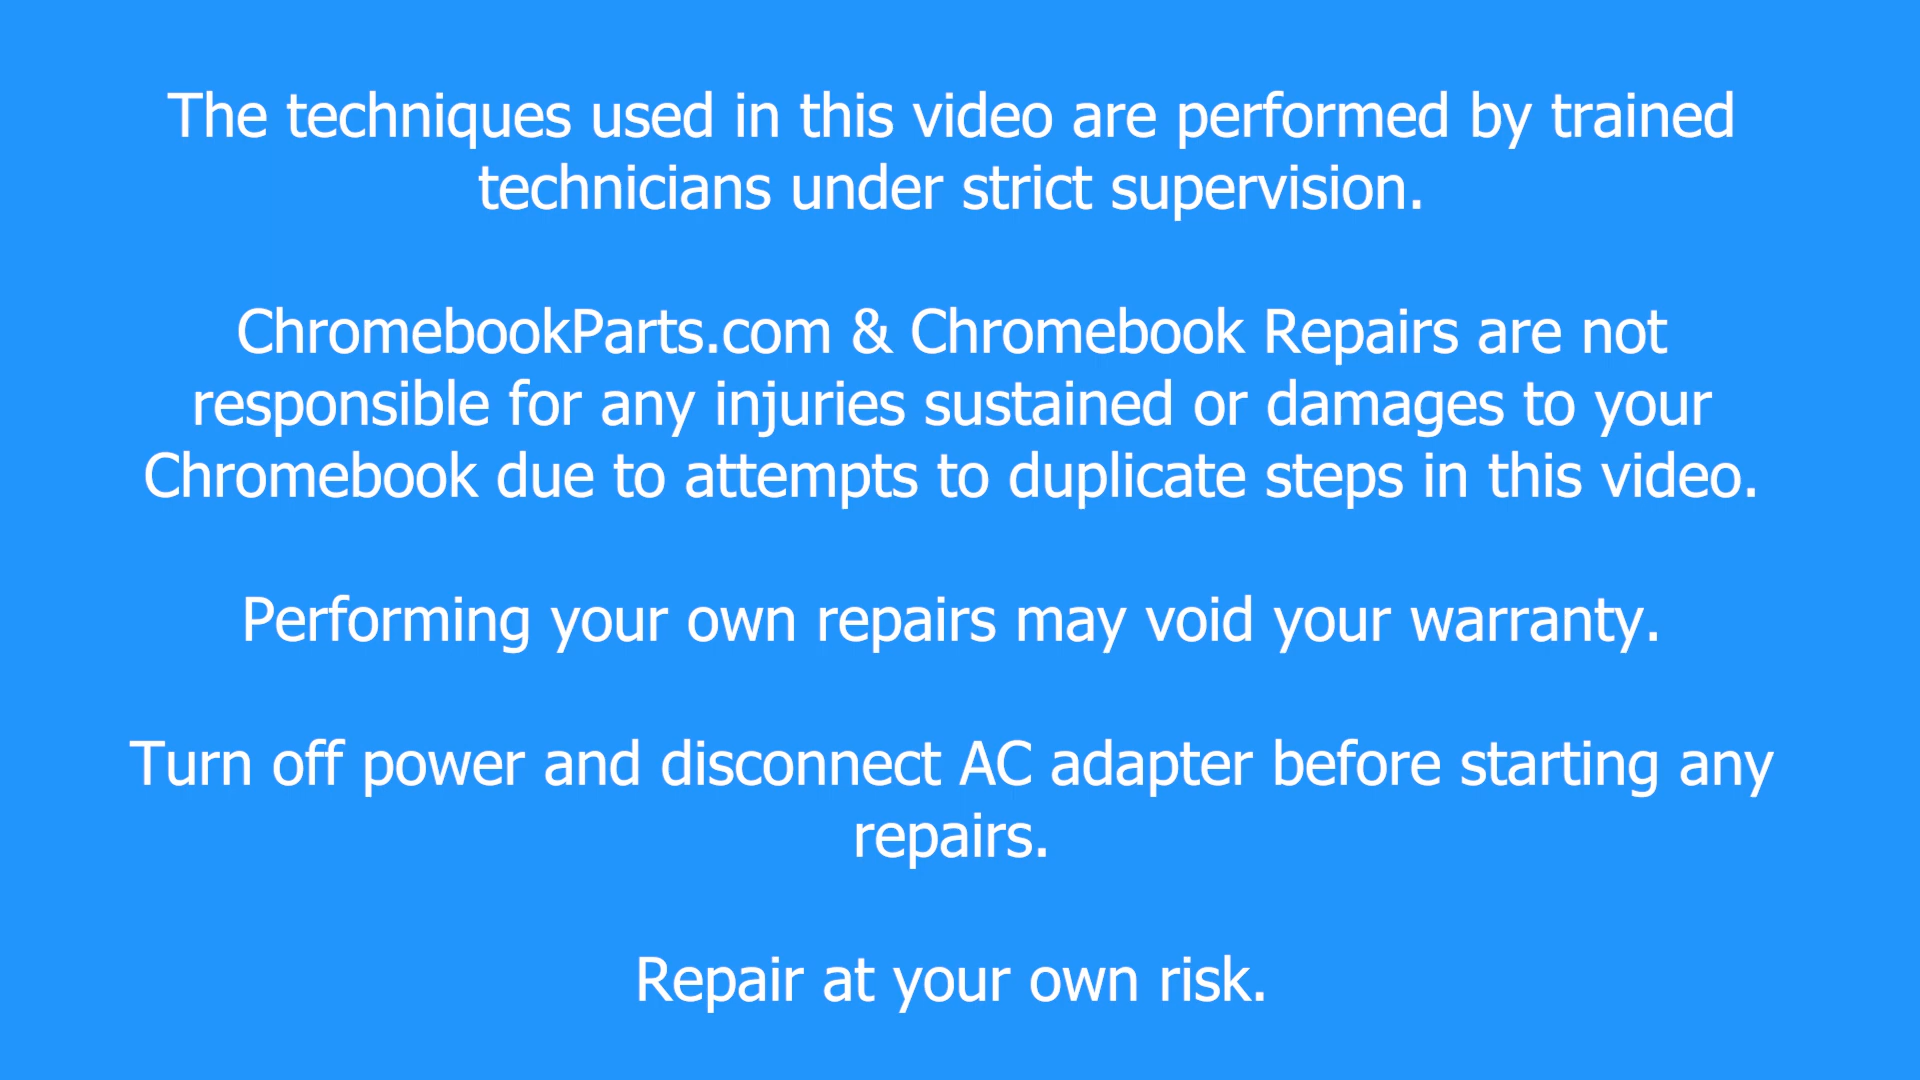 The techniques used in this video are performed by trained
technicians under strict supervision.
ChromebookParts.com & Chromebook Repairs are not
responsible for any injuries sustained or damages to your
Chromebook due to attempts to duplicate steps in this video.
Performing your own repairs may void your warranty.
Turn off power and disconnect AC adapter before starting any
repairs.
Repair at your own risk.